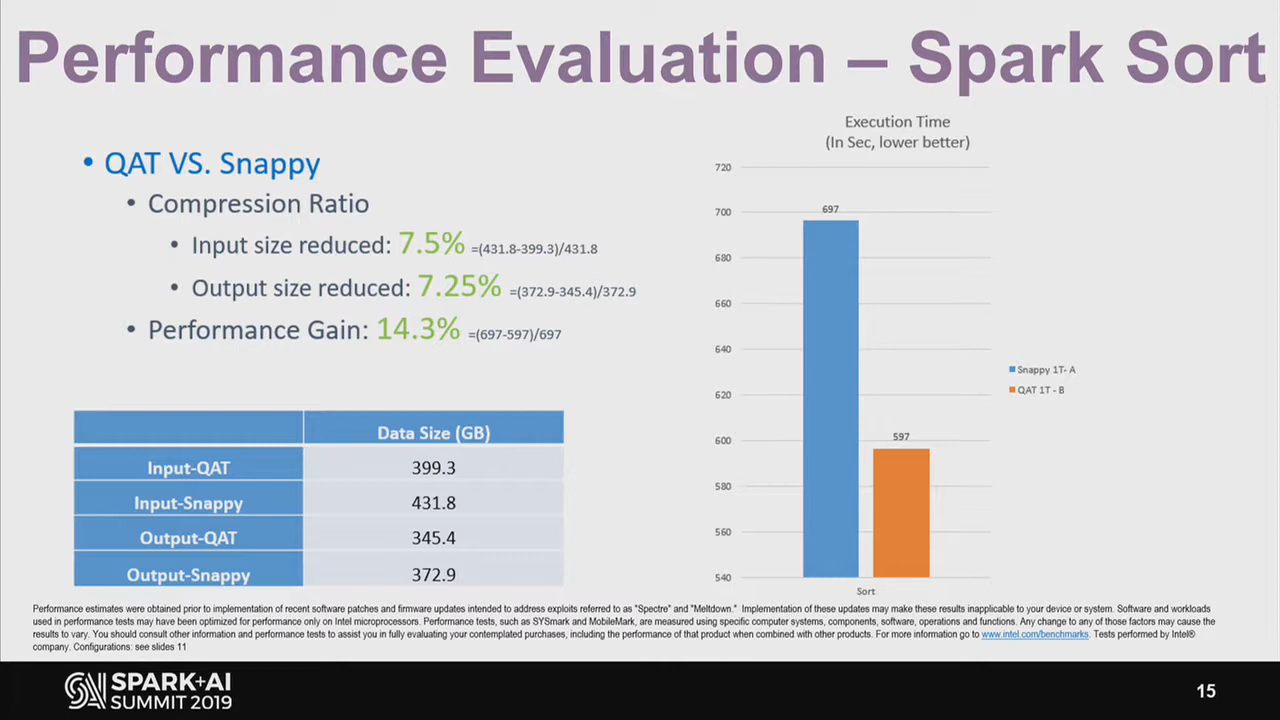 Performance Evaluation – Spark Sort
• QAT VS. Snappy
• Compression Ratio
• Input size reduced: 7.5% =(431.8-399.3)/431.8
• Output size reduced: 7.25% =(372.9-345.4)/372.9
• Performance Gain: 14.3% =(697-597)/697
Data Size (GB)
Input-QAT 399.3
Input-Snappy 431.8
Output-QAT 345.4
Output-Snappy 372.9
Execution Time
(In Sec, lower better)
720
700
680
660
640
620
600
580
560
540
697
597
Sort
Snappy 1T- A
QAT 1T - B
Performance estimates were obtained prior to implementation of recent software patches and firmware updates intended to address exploits referred to as "Spectre" and "Meltdown." Implementation of these updates may make these results inapplicable to your device or system. Software and workloads
used in performance tests may have been optimized for performance only on Intel microprocessors. Performance tests, such as SYSmark and MobileMark, are measured using specific computer systems, components, software, operations and functions. Any change to any of those factors may cause the
results to vary. You should consult other information and performance tests to assist you in fully evaluating your contemplated purchases, including the performance of that product when combined with other products. For more information go to www.intel.com/benchmarks. Tests performed by Intel®
company. Configurations: see slides 11
SPARK+AI
SUMMIT 2019
15